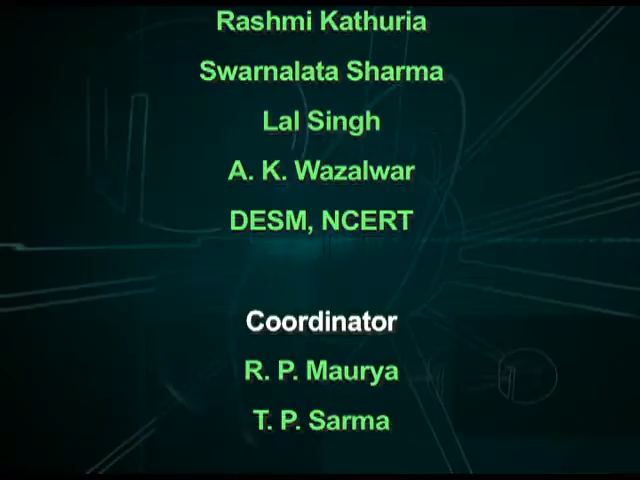 Rashmi Kathuria
Swarnalata Sharma
Lal Singh
A. K. Wazalwar
DESM, NCERT
Coordinator
R. P. Maurya
T. P. Sarma